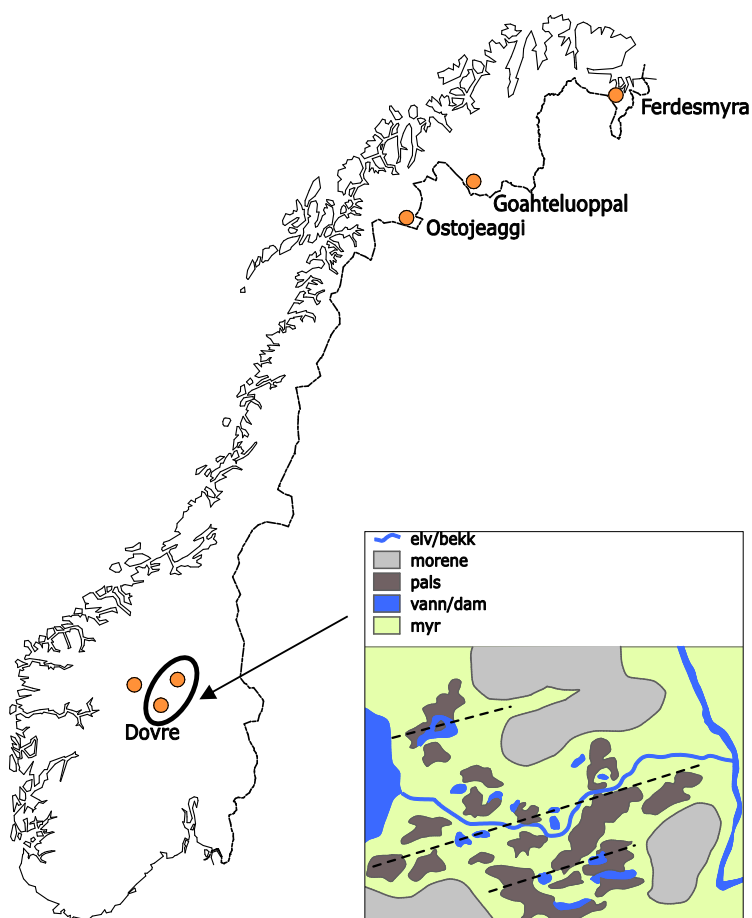 Ferdesmyra
Goahteluoppal
Ostojeaggi
Dovre
elv/bekk
morene
pals
vann/dam
myr